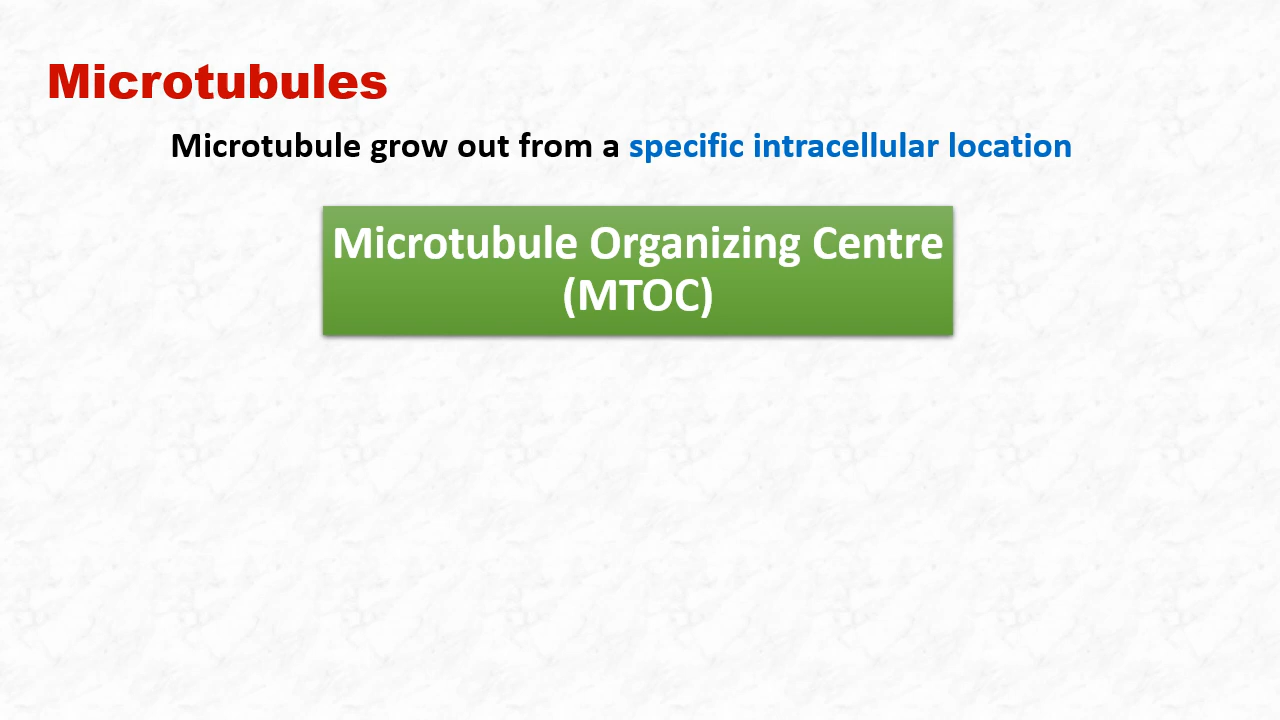 Microtubules
Microtubule grow out from a specific intracellular location
Microtubule Organizing Centre
(MTOC)